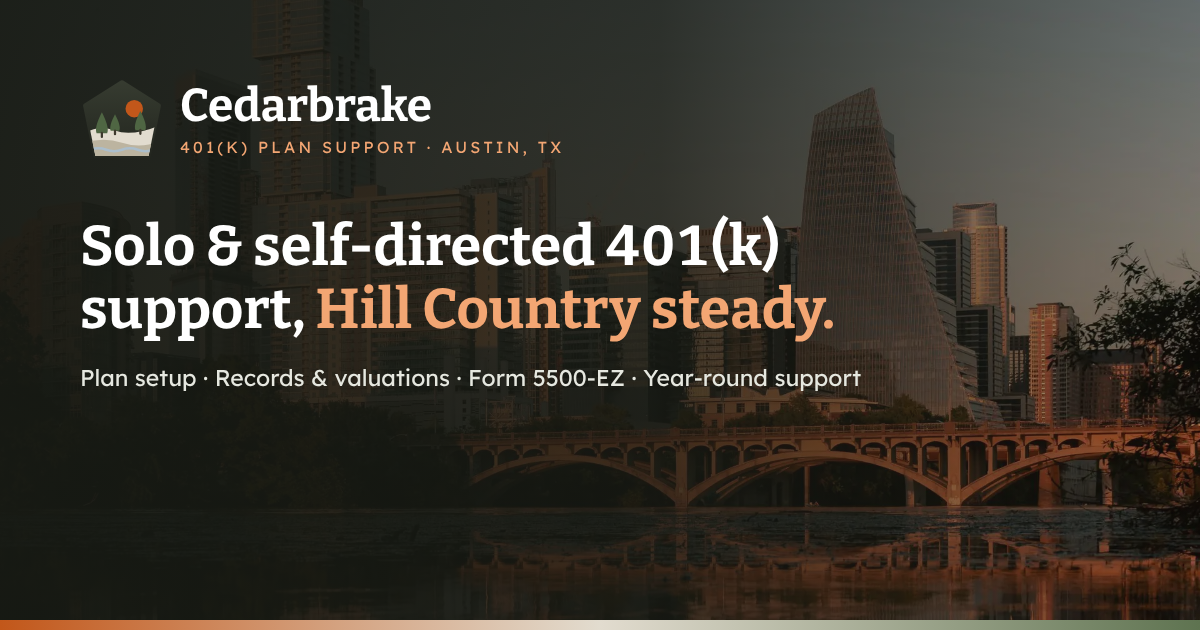 Cedarbrake
401(K) PLAN SUPPORT · AUSTIN, TX
Solo & self-directed 401(k)
support, Hill Country steady.
Plan setup · Records & valuations · Form 5500-EZ · Year-round support